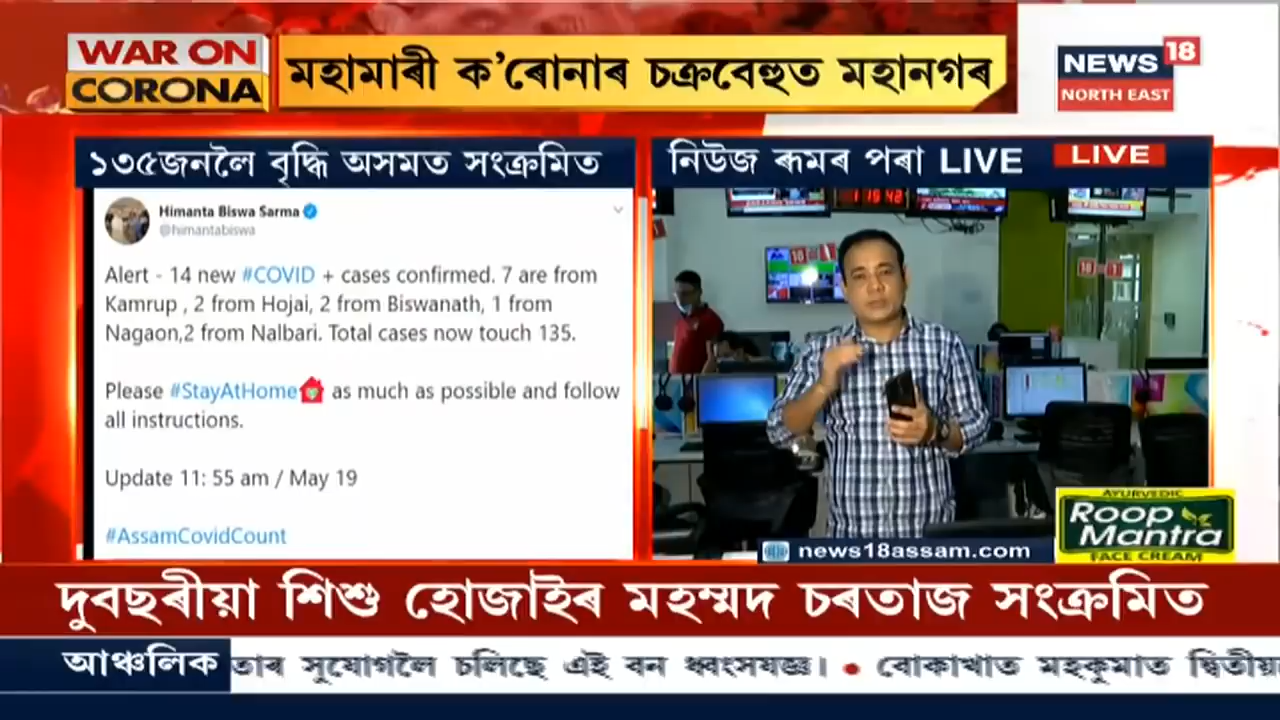 WAR ON
CORONA
মহামাৰী ক'ৰোনাৰ চক্ৰবেহুত মহানগৰ
NEWS 18
NORTH EAST
১৩৫জনলৈ বৃদ্ধি অসমত সংক্ৰমিত
নিউজ ৰূমৰ পৰা LIVE
LIVE
Himanta Biswa Sarma
@himantabiswa
Alert - 14 new #COVID + cases confirmed. 7 are from
Kamrup , 2 from Hojai, 2 from Biswanath, 1 from
Nagaon,2 from Nalbari. Total cases now touch 135.
Please #StayAtHome as much as possible and follow
all instructions.
Update 11: 55 am / May 19
#AssamCovidCount
AYURVEDIC
Roop
Mantra
FACE CREAM
news18assam.com
দুবছৰীয়া শিশু হোজাইৰ মহম্মদ চৰতাজ সংক্ৰমিত
আঞ্চলিক
তাৰ সুযোগলৈ চলিছে এই বন ধ্বংসযজ্ঞ। • বোকাখাত মহকুমাত দ্বিতীয়